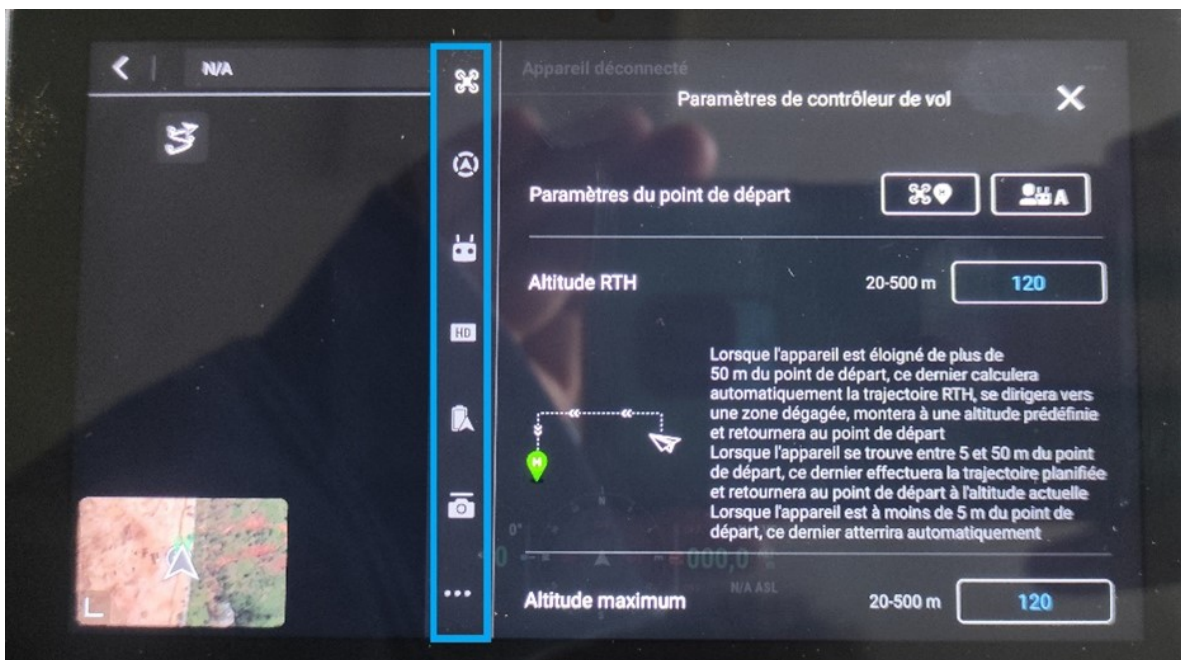 N/A
Appareil déconnecté
Paramètres de contrôleur de vol
Paramètres du point de départ
H
A
Altitude RTH
20-500 m
120
HD
Lorsque l'appareil est éloigné de plus de
50 m du point de départ, ce dernier calculera
automatiquement la trajectoire RTH, se dirigera vers
une zone dégagée, montera à une altitude prédéfinie
et retournera au point de départ
Lorsque l'appareil se trouve entre 5 et 50 m du point
de départ, ce dernier effectuera la trajectoire planifiée
et retournera au point de départ à l'altitude actuelle
Lorsque l'appareil est à moins de 5 m du point de
départ, ce dernier atterrira automatiquement
H
N
0°
000,0
N/A ASL
Altitude maximum
20-500 m
120